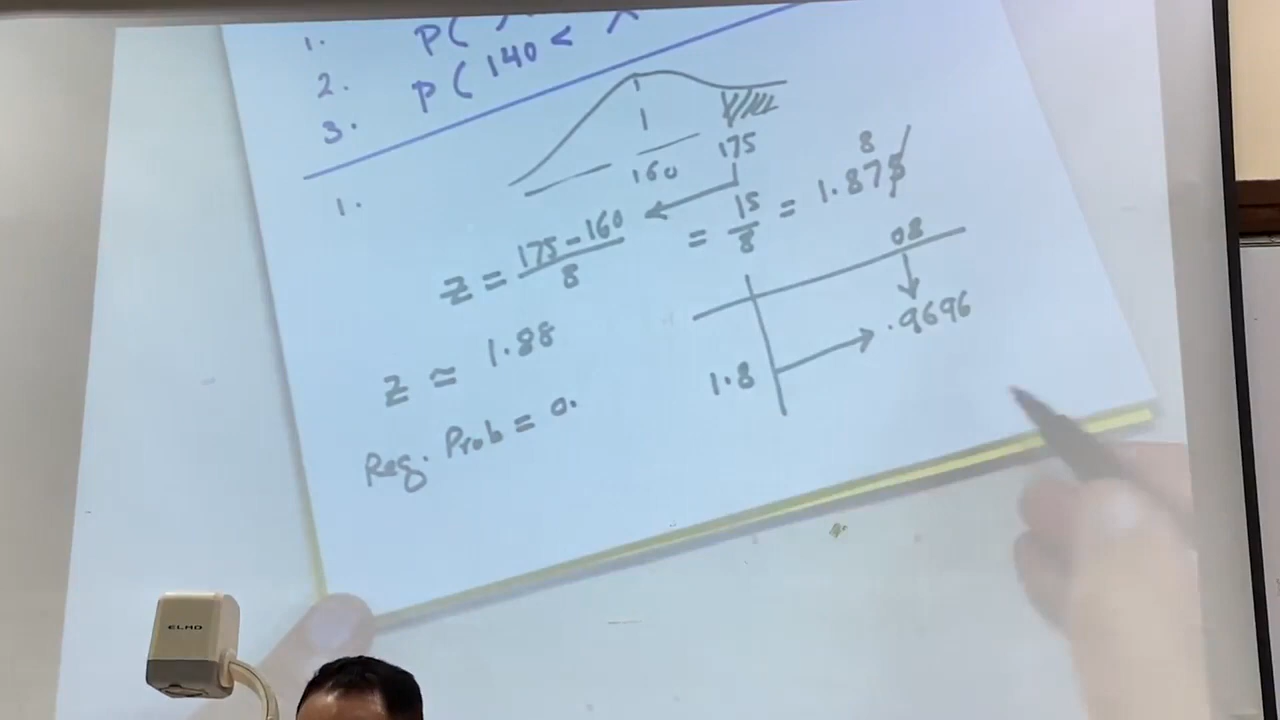 1. P(
2. P( 140 <
3.
1.
160 175
z = 175-160 / 8 = 15/8 = 1.875 8
z ≃ 1.88
08
1.8 .9696
Req. Prob = 0.
ELMO